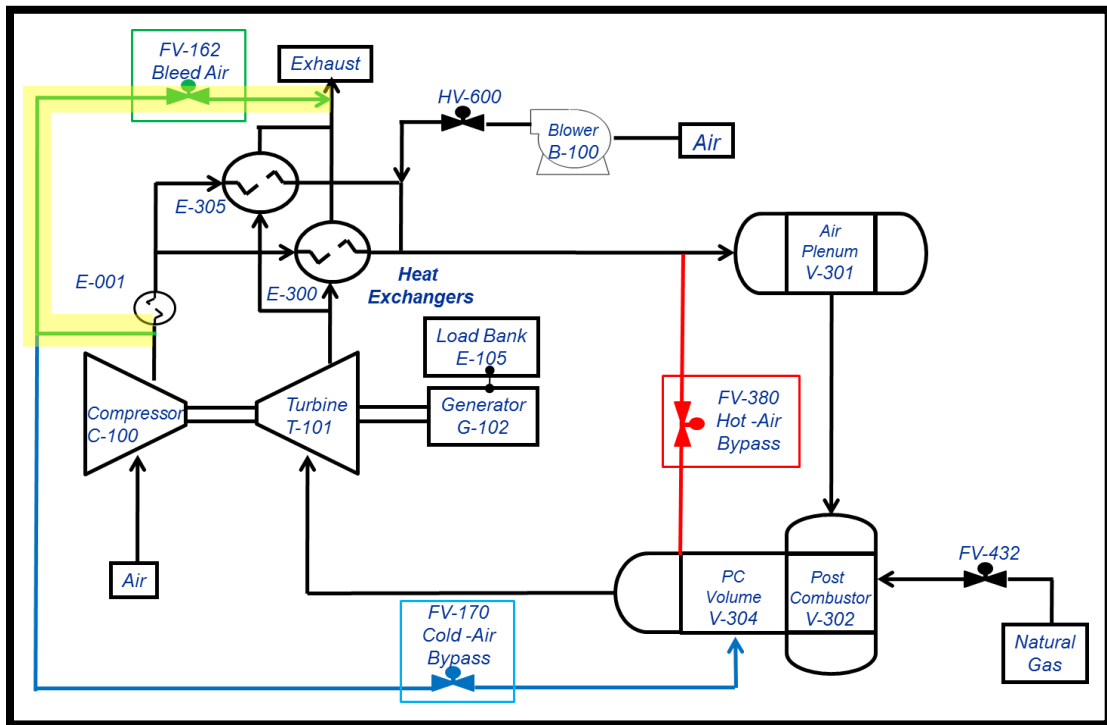 FV-162
Bleed Air
Exhaust
HV-600
Blower
B-100
Air
E-305
E-001
E-300
Heat
Exchangers
Air
Plenum
V-301
Load Bank
E-105
Compressor
C-100
Turbine
T-101
Generator
G-102
FV-380
Hot -Air
Bypass
Air
FV-170
Cold -Air
Bypass
PC
Volume
V-304
Post
Combustor
V-302
FV-432
Natural
Gas